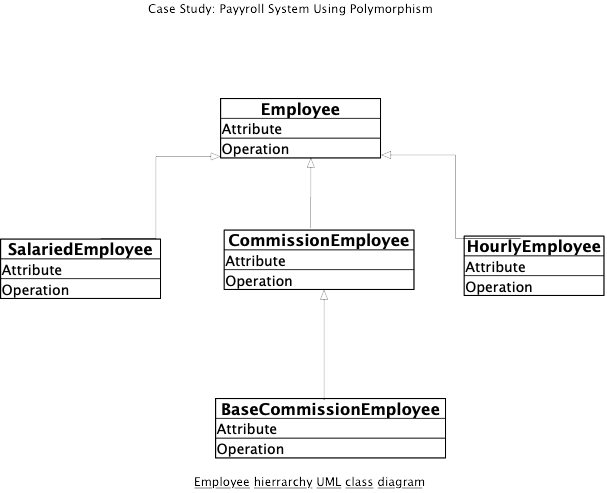 Case Study: Payyroll System Using Polymorphism
Employee
Attribute
Operation
SalariedEmployee
Attribute
Operation
CommissionEmployee
Attribute
Operation
HourlyEmployee
Attribute
Operation
BaseCommissionEmployee
Attribute
Operation
Employee hierrarchy UML class diagram